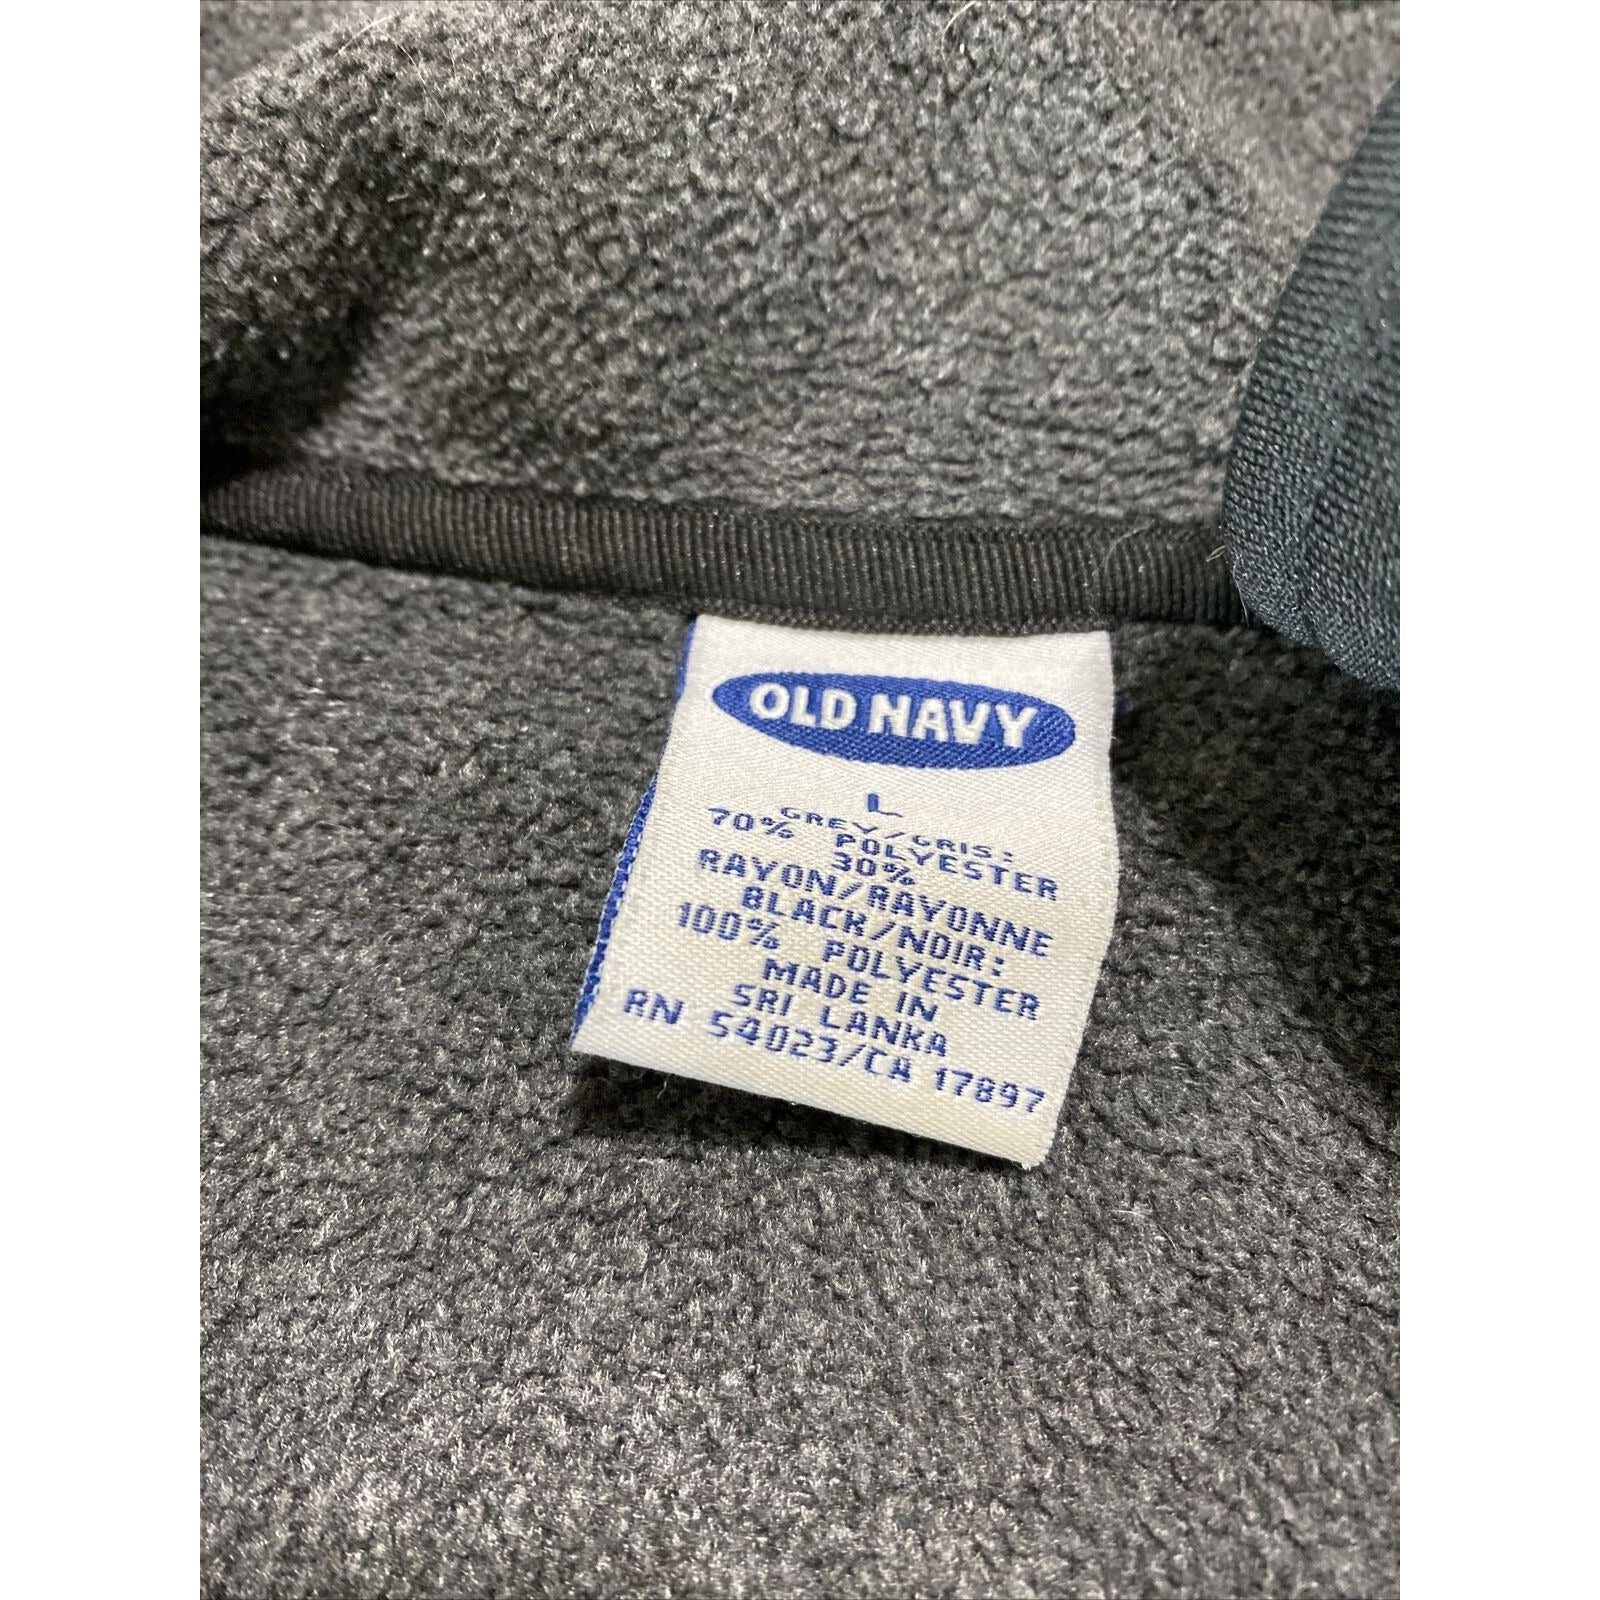 OLD NAVY
L
GREY/GRIS:
70% POLYESTER
30%
RAYON/RAYONNE
BLACK/NOIR:
100% POLYESTER
MADE IN
SRI LANKA
RN 54023/CA 17897